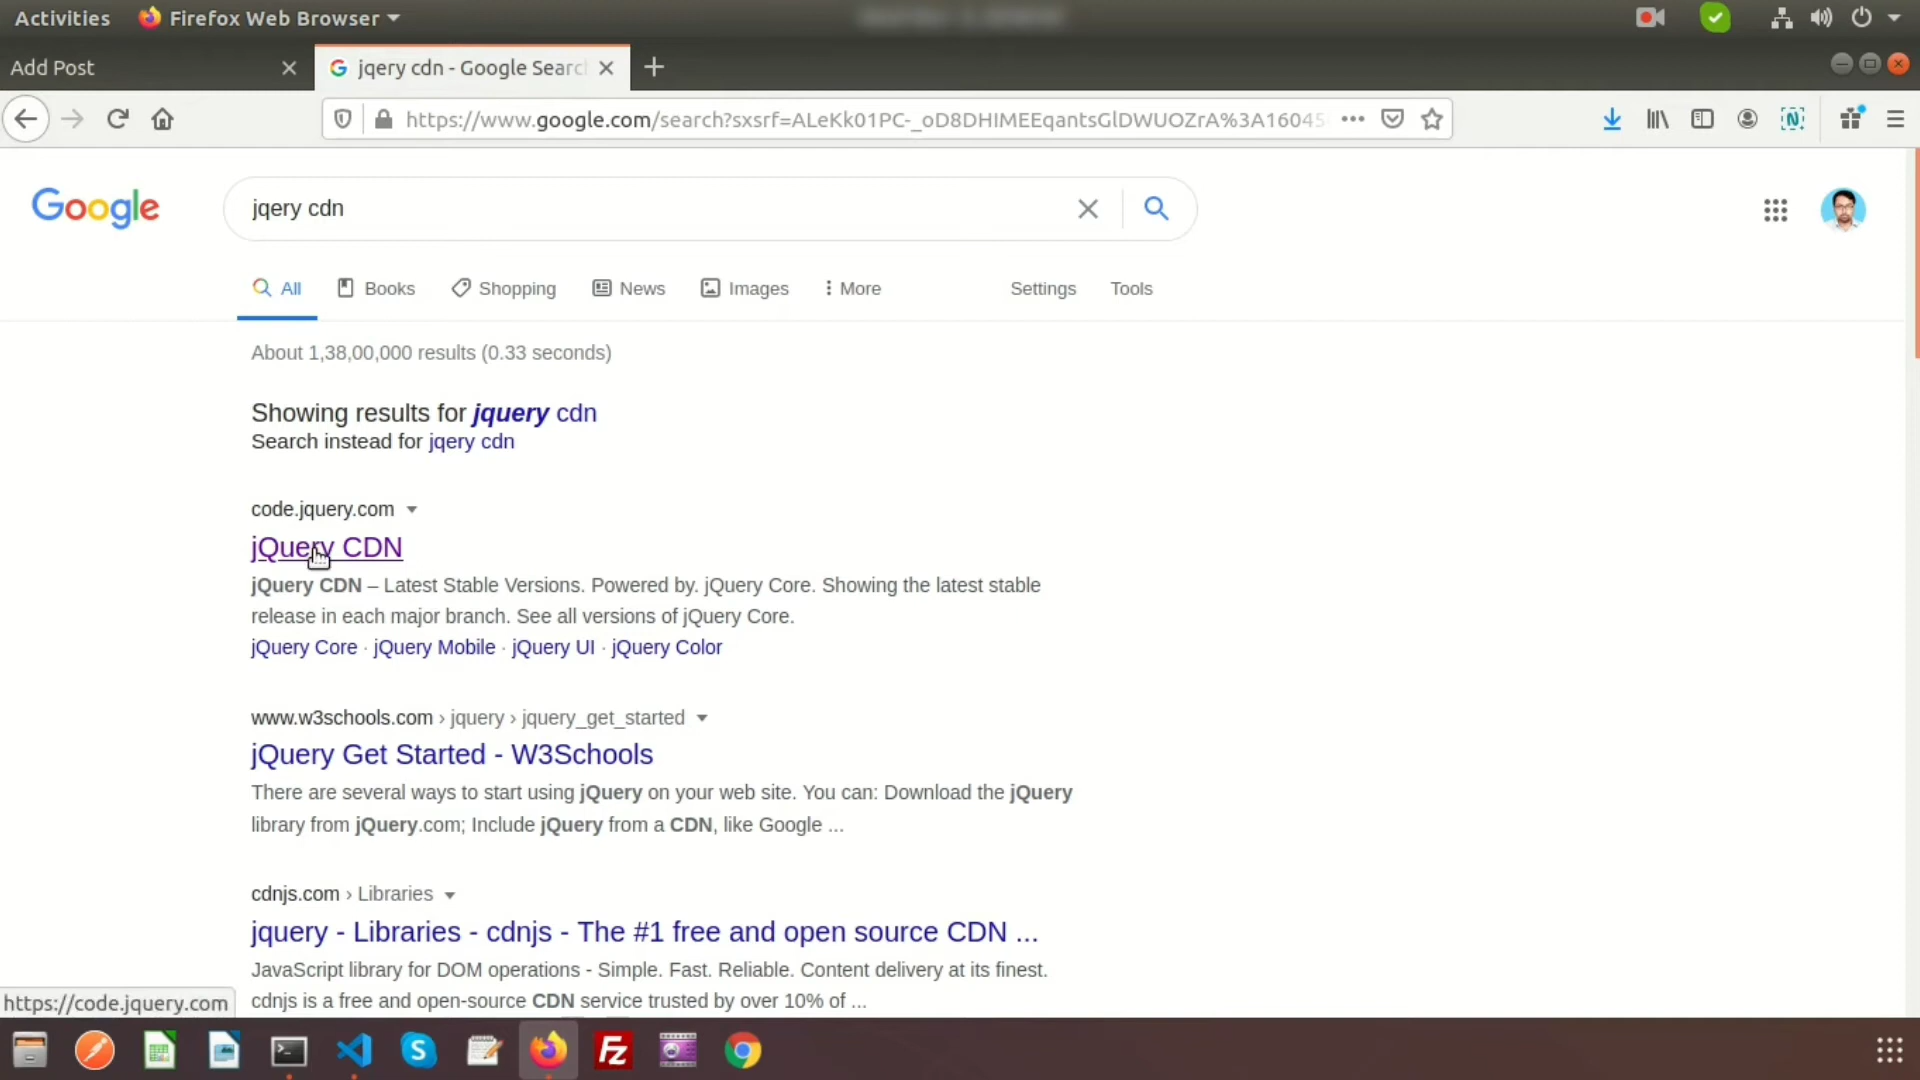 Activities Firefox Web Browser
Add Post jqery cdn - Google Searc
https://www.google.com/search?sxsrf=ALeKk01PC-_oD8DHIMEEqantsGlDWUOZrA%3A16045
Google jqery cdn
All Books Shopping News Images More Settings Tools
About 1,38,00,000 results (0.33 seconds)
Showing results for jquery cdn
Search instead for jqery cdn
code.jquery.com
jQuery CDN
jQuery CDN – Latest Stable Versions. Powered by. jQuery Core. Showing the latest stable
release in each major branch. See all versions of jQuery Core.
jQuery Core · jQuery Mobile · jQuery UI · jQuery Color
www.w3schools.com › jquery › jquery_get_started
jQuery Get Started - W3Schools
There are several ways to start using jQuery on your web site. You can: Download the jQuery
library from jQuery.com; Include jQuery from a CDN, like Google ...
cdnjs.com › Libraries
jquery - Libraries - cdnjs - The #1 free and open source CDN ...
JavaScript library for DOM operations - Simple. Fast. Reliable. Content delivery at its finest.
cdnjs is a free and open-source CDN service trusted by over 10% of ...
https://code.jquery.com